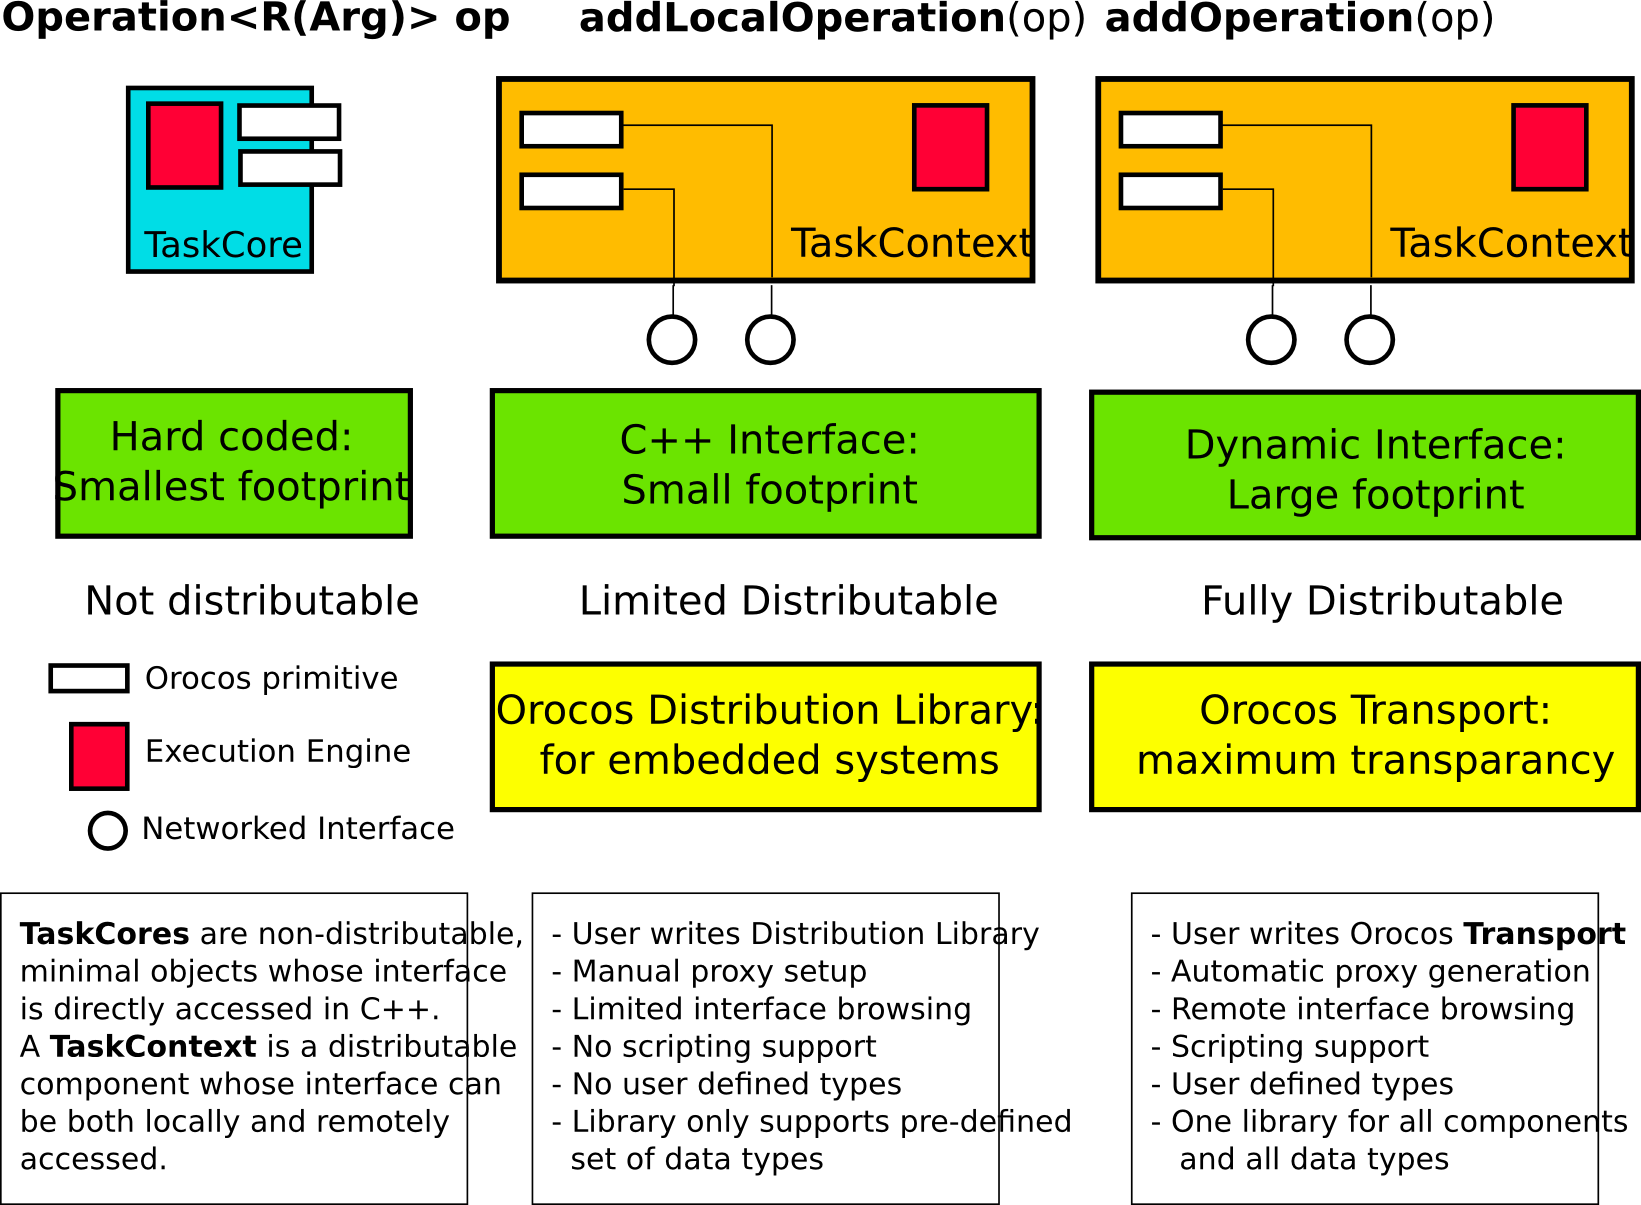 Operation<R(Arg)> op
addLocalOperation(op)
addOperation(op)
TaskCore
TaskContext
TaskContext
Hard coded:
Smallest footprint
C++ Interface:
Small footprint
Dynamic Interface:
Large footprint
Not distributable
Limited Distributable
Fully Distributable
Orocos primitive
Execution Engine
Networked Interface
Orocos Distribution Library:
for embedded systems
Orocos Transport:
maximum transparancy
TaskCores are non-distributable,
minimal objects whose interface
is directly accessed in C++.
A TaskContext is a distributable
component whose interface can
be both locally and remotely
accessed.
- User writes Distribution Library
- Manual proxy setup
- Limited interface browsing
- No scripting support
- No user defined types
- Library only supports pre-defined
set of data types
- User writes Orocos Transport
- Automatic proxy generation
- Remote interface browsing
- Scripting support
- User defined types
- One library for all components
and all data types